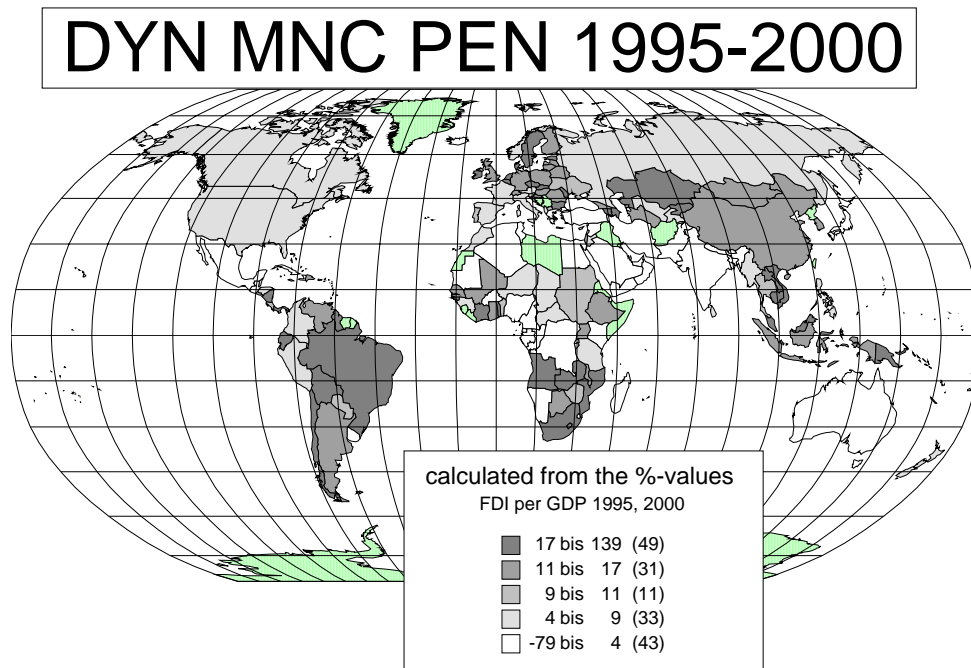 DYN MNC PEN 1995-2000
calculated from the %-values
FDI per GDP 1995, 2000
17 bis 139 (49)
11 bis 17 (31)
9 bis 11 (11)
4 bis 9 (33)
-79 bis 4 (43)